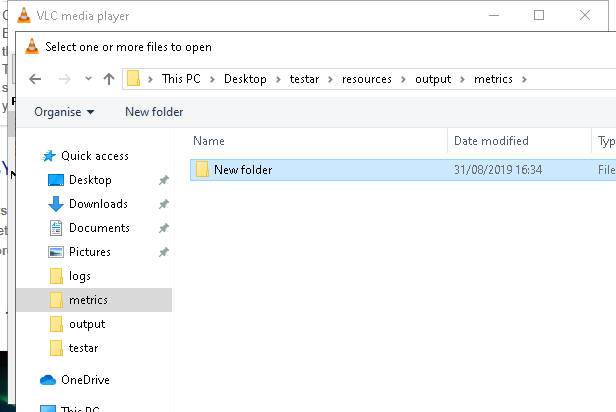 VLC media player
Select one or more files to open
This PC > Desktop > testar > resources > output > metrics >
Organise New folder
Name Date modified Typ
New folder 31/08/2019 16:34 File
Quick access
Desktop
Downloads
Documents
Pictures
logs
metrics
output
testar
OneDrive
This PC